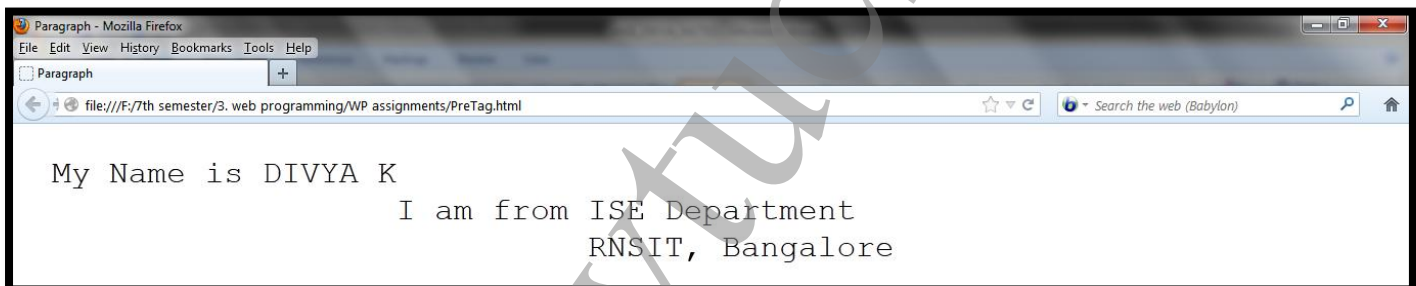 Paragraph - Mozilla Firefox
File Edit View History Bookmarks Tools Help
Paragraph +
file:///F:/7th semester/3. web programming/WP assignments/PreTag.html Search the web (Babylon)
My Name is DIVYA K
I am from ISE Department
RNSIT, Bangalore